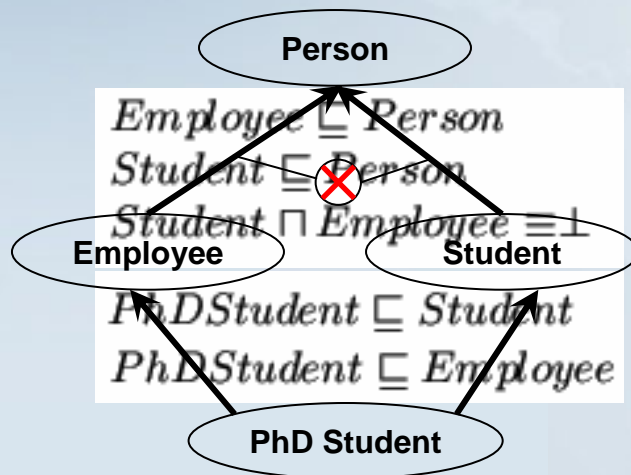 Person
Employee ⊑ Person
Student ⊑ Person
Student ⊓ Employee ≡⊥
Employee
Student
PhDStudent ⊑ Student
PhDStudent ⊑ Employee
PhD Student